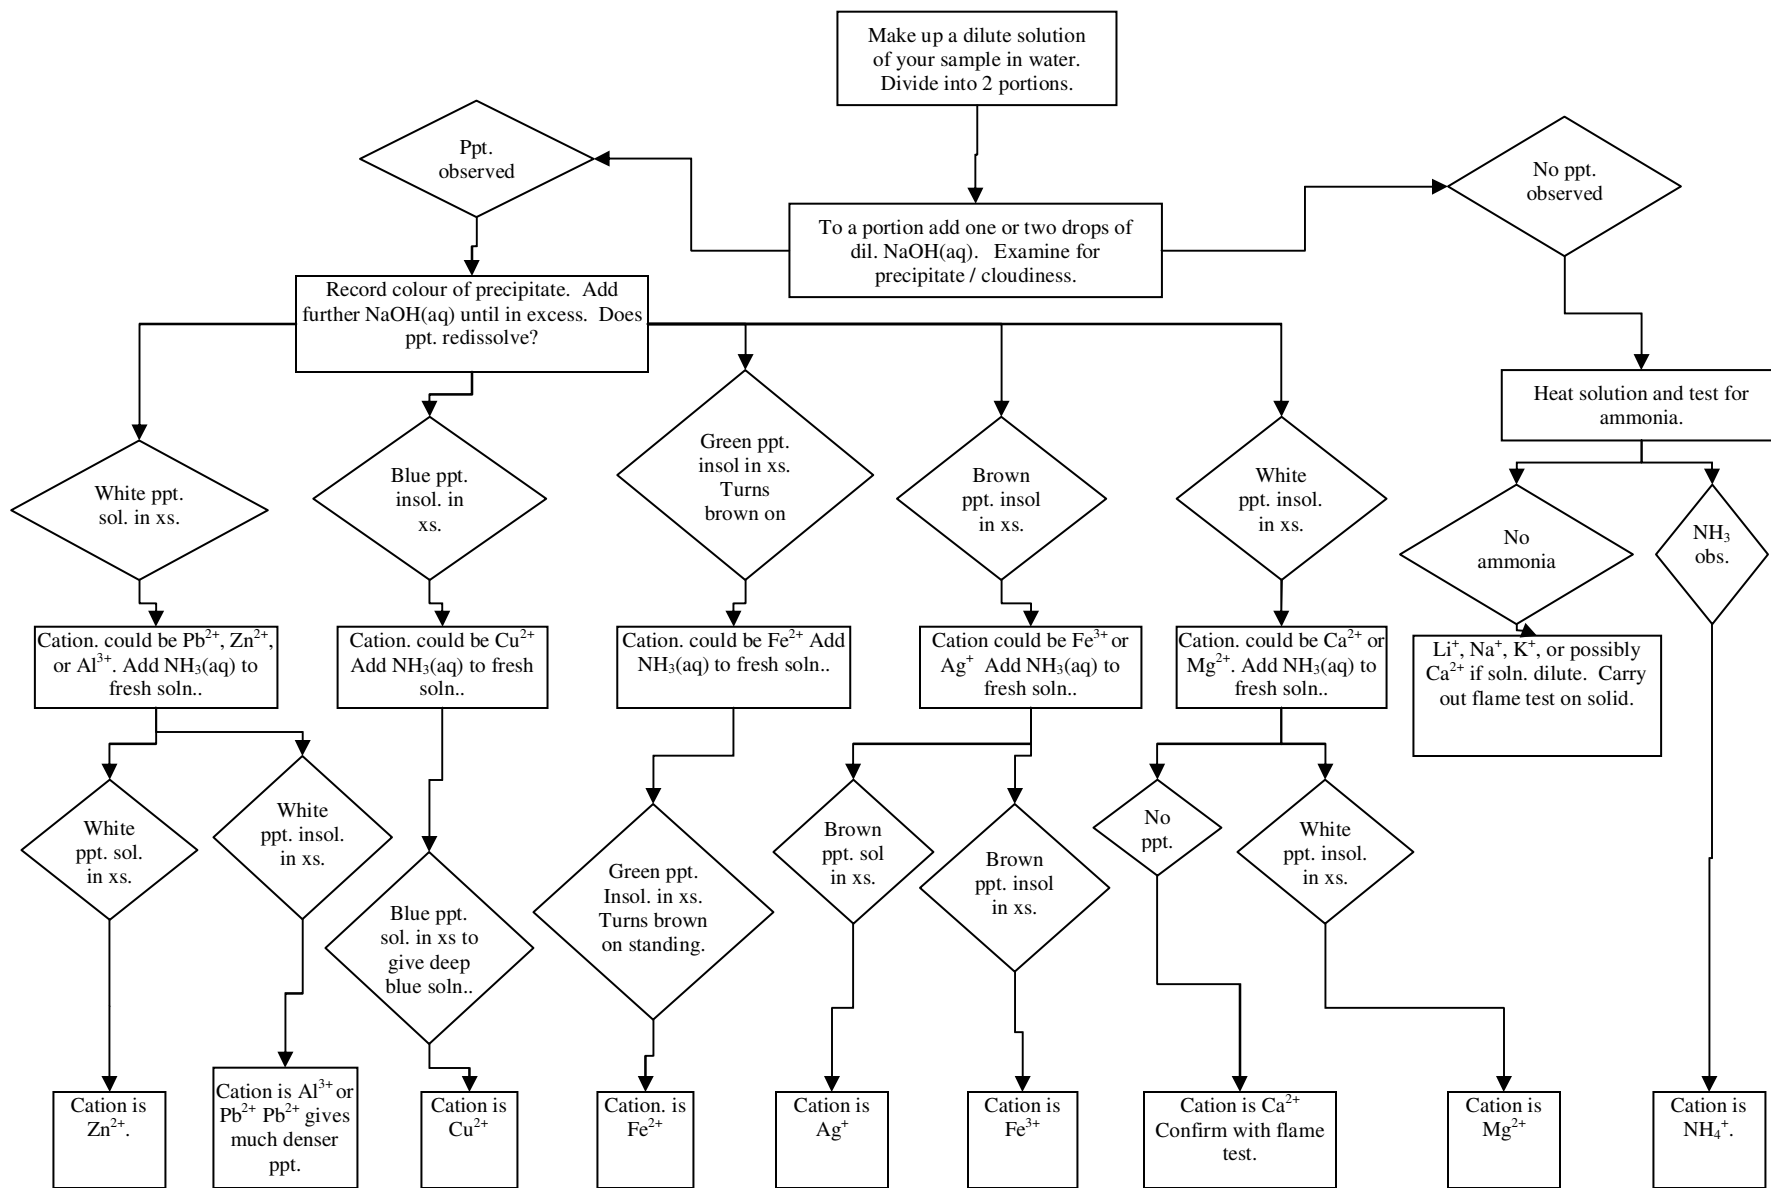 Make up a dilute solution
of your sample in water.
Divide into 2 portions.
Ppt.
observed
No ppt.
observed
To a portion add one or two drops of
dil. NaOH(aq).   Examine for
precipitate / cloudiness.
Record colour of precipitate.  Add
further NaOH(aq) until in excess.  Does
ppt. redissolve?
Heat solution and test for
ammonia.
White ppt.
sol. in xs.
Blue ppt.
insol. in
xs.
Green ppt.
insol in xs.
Turns
brown on
Brown
ppt. insol
in xs.
White
ppt. insol.
in xs.
No
ammonia
NH₃
obs.
Cation. could be Pb²⁺, Zn²⁺,
or Al³⁺. Add NH₃(aq) to
fresh soln..
Cation. could be Cu²⁺
Add NH₃(aq) to fresh
soln..
Cation. could be Fe²⁺ Add
NH₃(aq) to fresh soln..
Cation could be Fe³⁺ or
Ag⁺  Add NH₃(aq) to
fresh soln..
Cation. could be Ca²⁺ or
Mg²⁺. Add NH₃(aq) to
fresh soln..
Li⁺, Na⁺, K⁺, or possibly
Ca²⁺ if soln. dilute.  Carry
out flame test on solid.
White
ppt. sol.
in xs.
White
ppt. insol.
in xs.
Blue ppt.
sol. in xs to
give deep
blue soln..
Green ppt.
Insol. in xs.
Turns brown
on standing.
Brown
ppt. sol
in xs.
Brown
ppt. insol
in xs.
No
ppt.
White
ppt. insol.
in xs.
Cation is
Zn²⁺.
Cation is Al³⁺ or
Pb²⁺ Pb²⁺ gives
much denser
ppt.
Cation is
Cu²⁺
Cation. is
Fe²⁺
Cation is
Ag⁺
Cation is
Fe³⁺
Cation is Ca²⁺
Confirm with flame
test.
Cation is
Mg²⁺
Cation is
NH₄⁺.